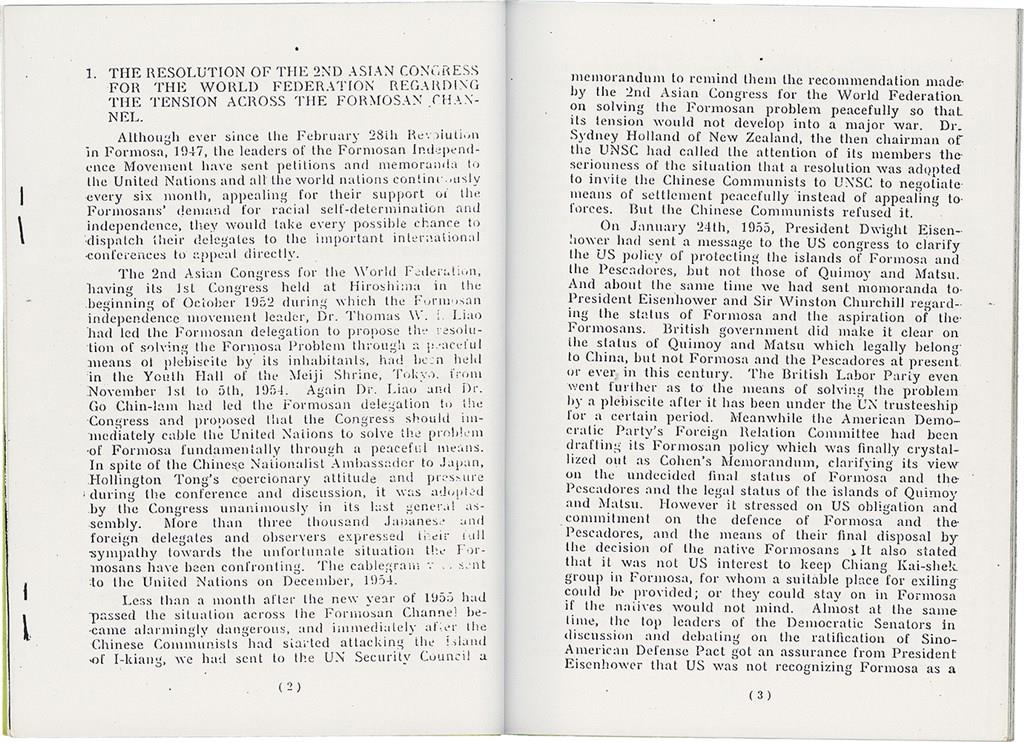 1. THE RESOLUTION OF THE 2ND ASIAN CONGRESS
FOR THE WORLD FEDERATION REGARDING
THE TENSION ACROSS THE FORMOSAN CHAN-
NEL.
Although ever since the February 28th Revolution
in Formosa, 1947, the leaders of the Formosan Independ-
ence Movement have sent petitions and memoranda to
the United Nations and all the world nations continuously
every six month, appealing for their support of the
Formosans' demand for racial self-determination and
independence, they would take every possible chance to
dispatch their delegates to the important international
conferences to appeal directly.
The 2nd Asian Congress for the World Federation,
having its 1st Congress held at Hiroshima in the
beginning of October 1952 during which the Formosan
independence movement leader, Dr. Thomas W. I. Liao
had led the Formosan delegation to propose the resolu-
tion of solving the Formosa Problem through a peaceful
means of plebiscite by its inhabitants, had been held
in the Youth Hall of the Meiji Shrine, Tokyo, from
November 1st to 5th, 1954. Again Dr. Liao and Dr.
Go Chin-lam had led the Formosan delegation to the
Congress and proposed that the Congress should im-
mediately cable the United Nations to solve the problem
of Formosa fundamentally through a peaceful means.
In spite of the Chinese Nationalist Ambassador to Japan,
Hollington Tong's coercionary attitude and pressure
during the conference and discussion, it was adopted
by the Congress unanimously in its last general as-
sembly. More than three thousand Japanese and
foreign delegates and observers expressed their full
sympathy towards the unfortunate situation the For-
mosans have been confronting. The cablegram sent
to the United Nations on December, 1954.
Less than a month after the new year of 1955 had
passed the situation across the Formosan Channel be-
came alarmingly dangerous, and immediately after the
Chinese Communists had started attacking the island
of I-kiang, we had sent to the UN Security Council a
(2)
memorandum to remind them the recommendation made
by the 2nd Asian Congress for the World Federation
on solving the Formosan problem peacefully so that
its tension would not develop into a major war. Dr.
Sydney Holland of New Zealand, the then chairman of
the UNSC had called the attention of its members the
seriousness of the situation that a resolution was adopted
to invite the Chinese Communists to UNSC to negotiate
means of settlement peacefully instead of appealing to
forces. But the Chinese Communists refused it.
On January 24th, 1955, President Dwight Eisen-
hower had sent a message to the US congress to clarify
the US policy of protecting the islands of Formosa and
the Pescadores, but not those of Quimoy and Matsu.
And about the same time we had sent momoranda to
President Eisenhower and Sir Winston Churchill regard-
ing the status of Formosa and the aspiration of the
Formosans. British government did make it clear on
the status of Quimoy and Matsu which legally belong
to China, but not Formosa and the Pescadores at present
or ever in this century. The British Labor Party even
went further as to the means of solving the problem
by a plebiscite after it has been under the UN trusteeship
for a certain period. Meanwhile the American Demo-
cratic Party's Foreign Relation Committee had been
drafting its Formosan policy which was finally crystal-
lized out as Cohen's Memorandum, clarifying its view
on the undecided final status of Formosa and the
Pescadores and the legal status of the islands of Quimoy
and Matsu. However it stressed on US obligation and
commitment on the defence of Formosa and the
Pescadores, and the means of their final disposal by
the decision of the native Formosans . It also stated
that it was not US interest to keep Chiang Kai-shek
group in Formosa, for whom a suitable place for exiling
could be provided; or they could stay on in Formosa
if the natives would not mind. Almost at the same
time, the top leaders of the Democratic Senators in
discussion and debating on the ratification of Sino-
American Defense Pact got an assurance from President
Eisenhower that US was not recognizing Formosa as a
(3)